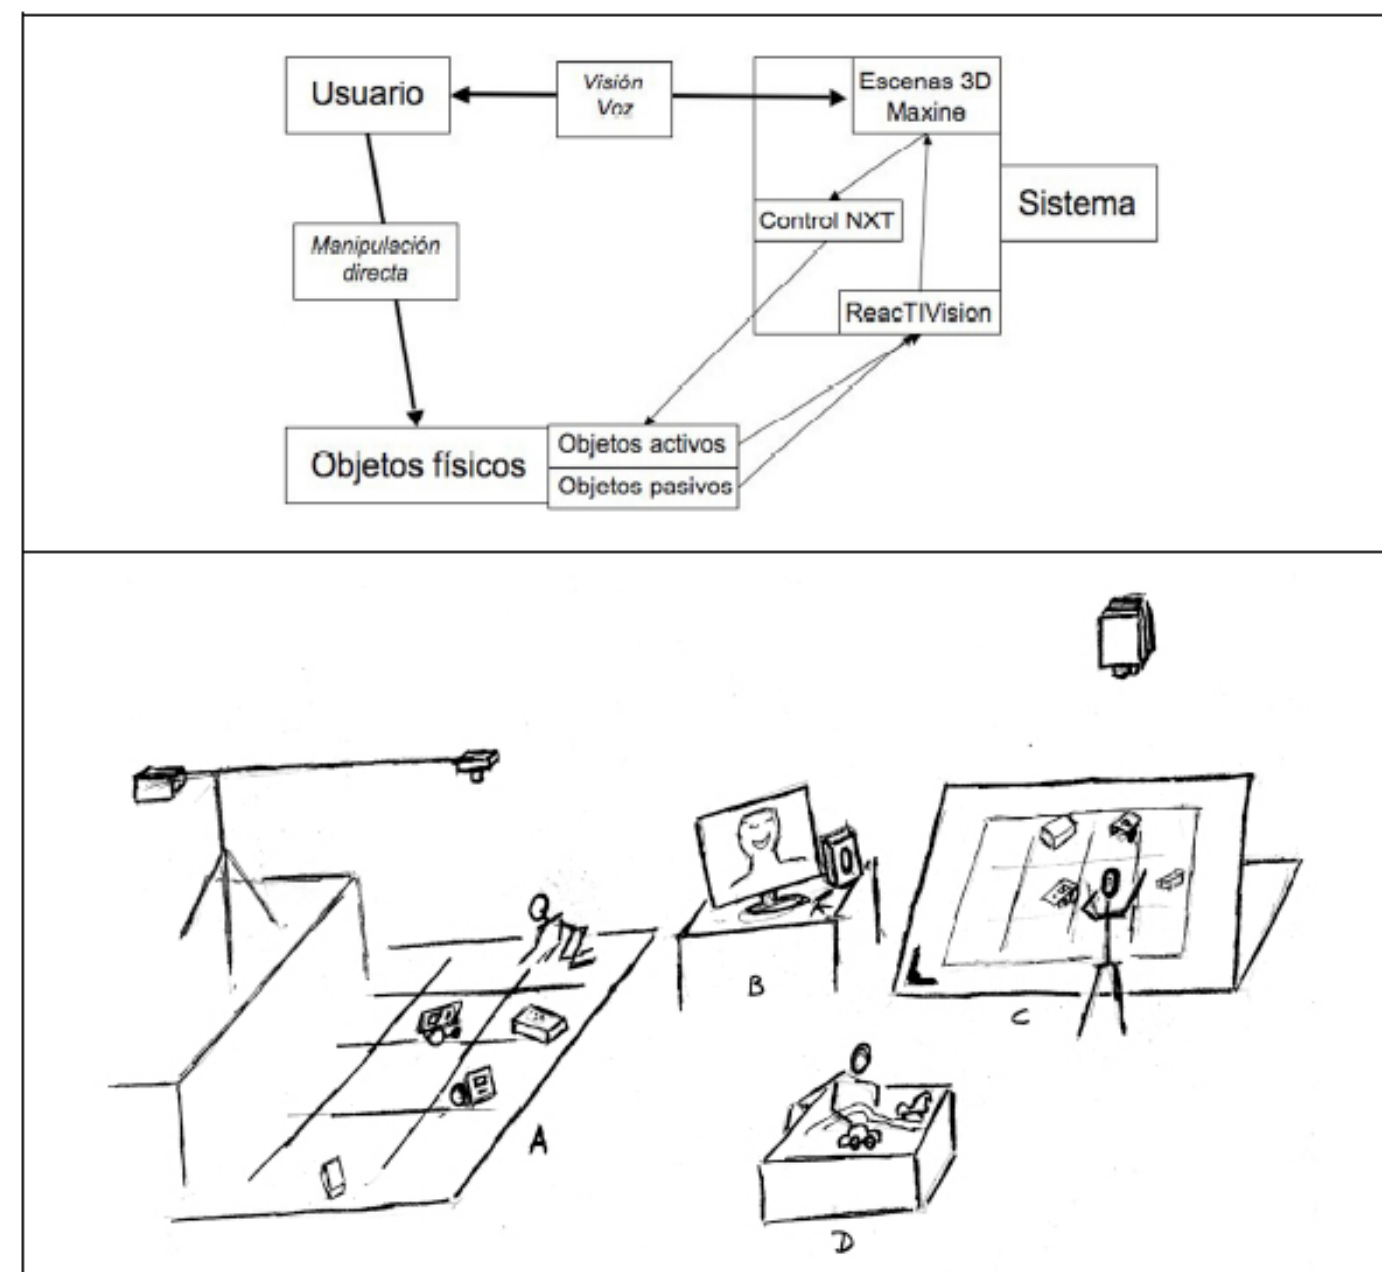 Usuario
Visión
Voz
Escenas 3D
Maxine
Sistema
Control NXT
Manipulación
directa
ReacTIVision
Objetos físicos
Objetos activos
Objetos pasivos
A
B
C
D